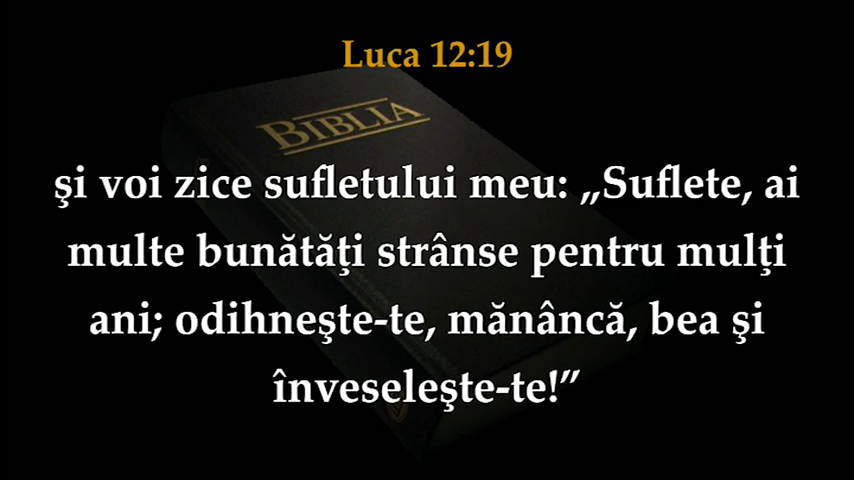 Luca 12:19
BIBLIA
şi voi zice sufletului meu: „Suflete, ai
multe bunătăţi strânse pentru mulţi
ani; odihneşte-te, mănâncă, bea şi
înveseleşte-te!”